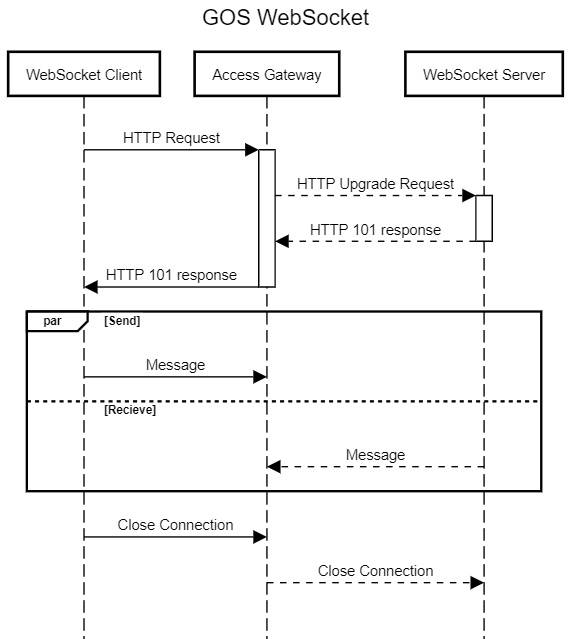 GOS WebSocket
WebSocket Client
Access Gateway
WebSocket Server
HTTP Request
HTTP Upgrade Request
HTTP 101 response
HTTP 101 response
par
[Send]
Message
[Recieve]
Message
Close Connection
Close Connection